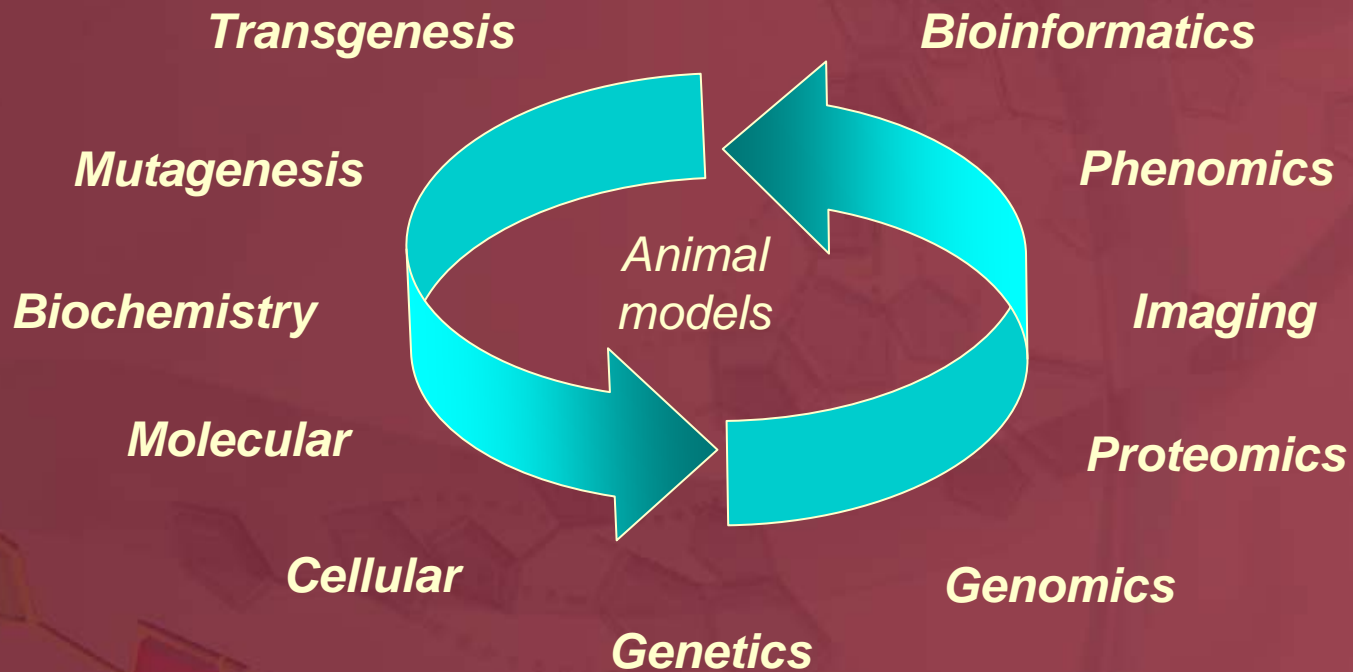 Transgenesis
Bioinformatics
Mutagenesis
Phenomics
Animal
models
Biochemistry
Imaging
Molecular
Proteomics
Cellular
Genomics
Genetics